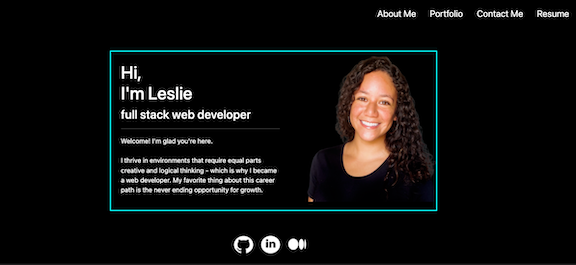 About Me Portfolio Contact Me Resume
Hi,
I'm Leslie
full stack web developer
Welcome! I'm glad you're here.
I thrive in environments that require equal parts
creative and logical thinking - which is why I became
a web developer. My favorite thing about this career
path is the never ending opportunity for growth.
in